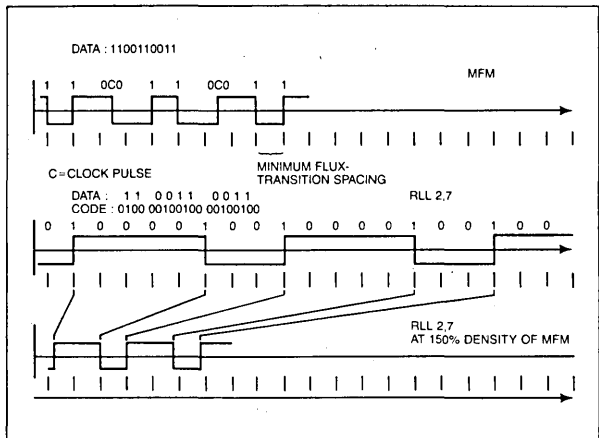 DATA : 1100110011
MFM
1 1 0C0 1 1 0C0 1 1
C=CLOCK PULSE
MINIMUM FLUX-
TRANSITION SPACING
DATA : 11 0011 0011
CODE : 0100 00100100 00100100
RLL 2,7
0 1 0 0 0 0 1 0 0 1 0 0 0 0 1 0 0 1 0 0
RLL 2,7
AT 150% DENSITY OF MFM